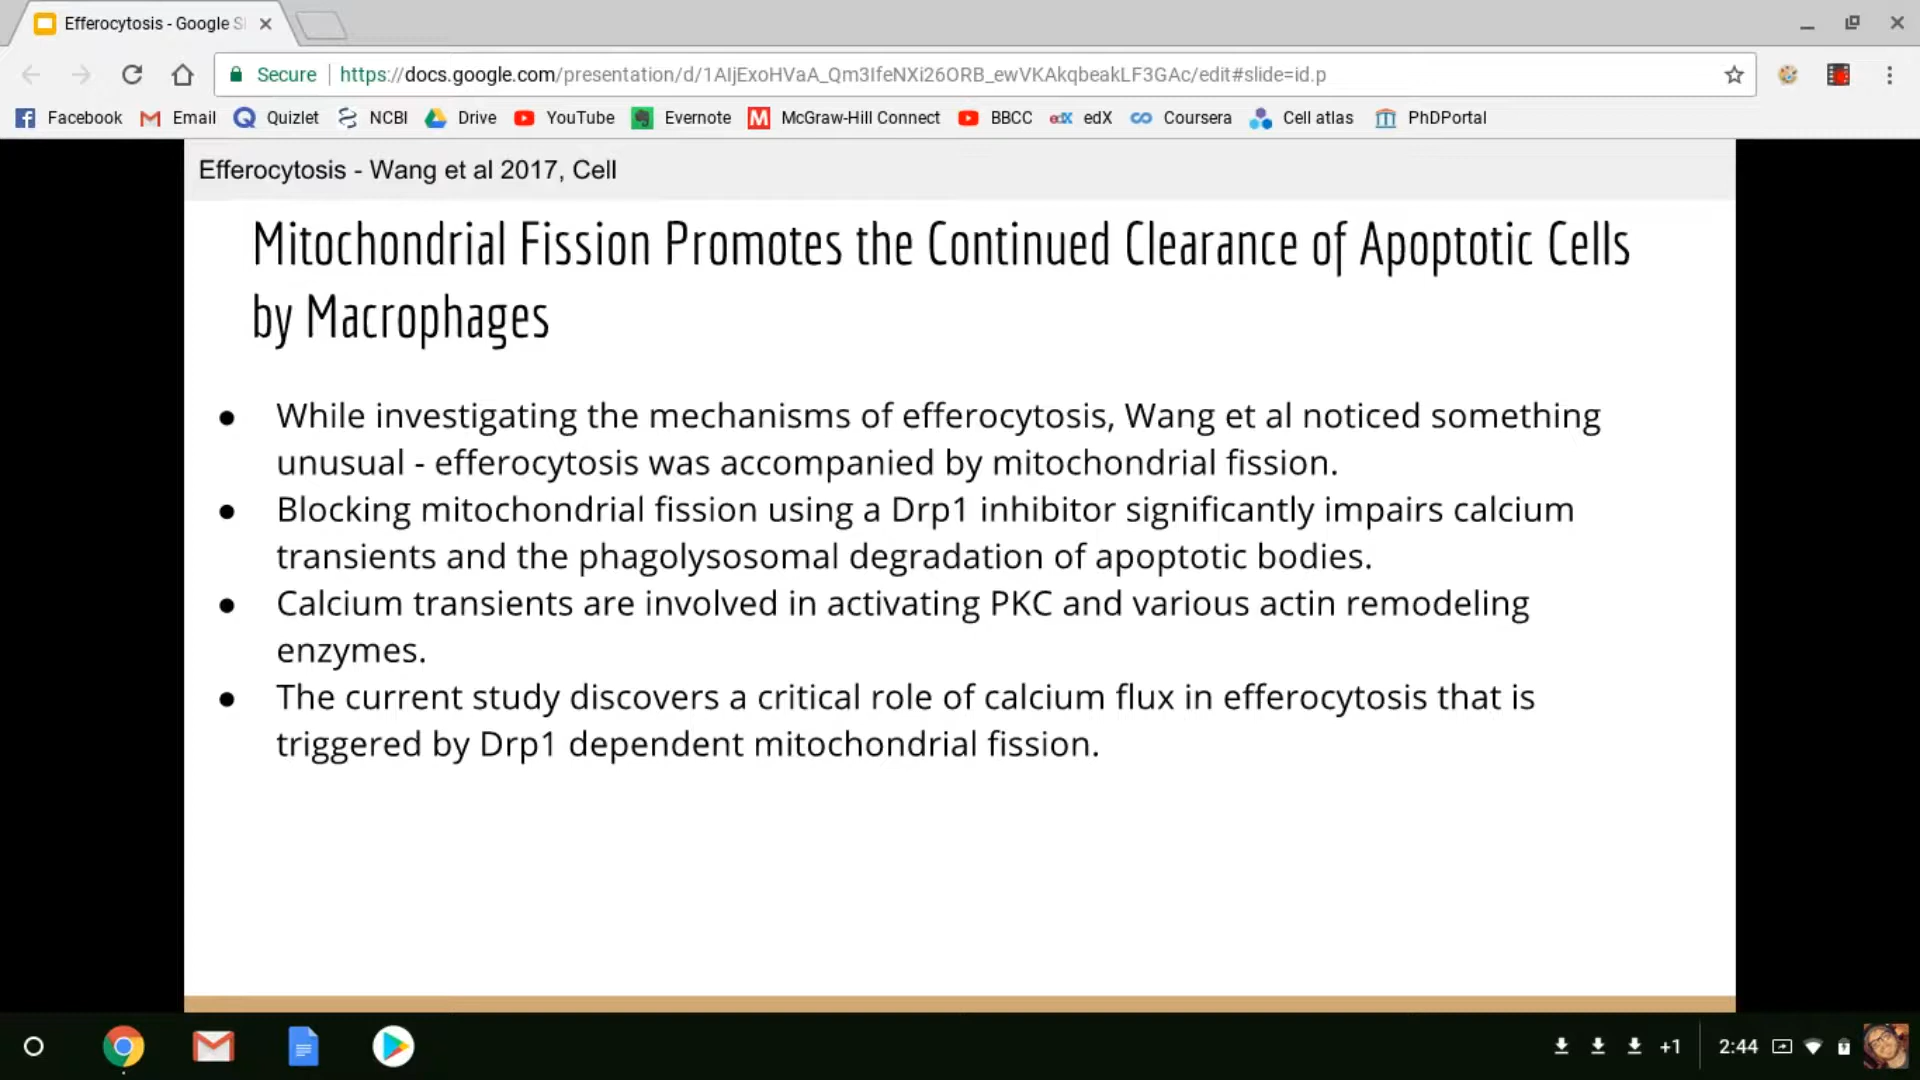 Efferocytosis - Google Sl
Secure
https://docs.google.com/presentation/d/1AIjExoHVaA_Qm3IfeNXi26ORB_ewVKAkqbeakLF3GAc/edit#slide=id.p
Facebook Email Quizlet NCBI Drive YouTube Evernote M McGraw-Hill Connect BBCC edX edX Coursera Cell atlas PhDPortal
Efferocytosis - Wang et al 2017, Cell
Mitochondrial Fission Promotes the Continued Clearance of Apoptotic Cells
by Macrophages
● While investigating the mechanisms of efferocytosis, Wang et al noticed something
unusual - efferocytosis was accompanied by mitochondrial fission.
● Blocking mitochondrial fission using a Drp1 inhibitor significantly impairs calcium
transients and the phagolysosomal degradation of apoptotic bodies.
● Calcium transients are involved in activating PKC and various actin remodeling
enzymes.
● The current study discovers a critical role of calcium flux in efferocytosis that is
triggered by Drp1 dependent mitochondrial fission.
+1 2:44